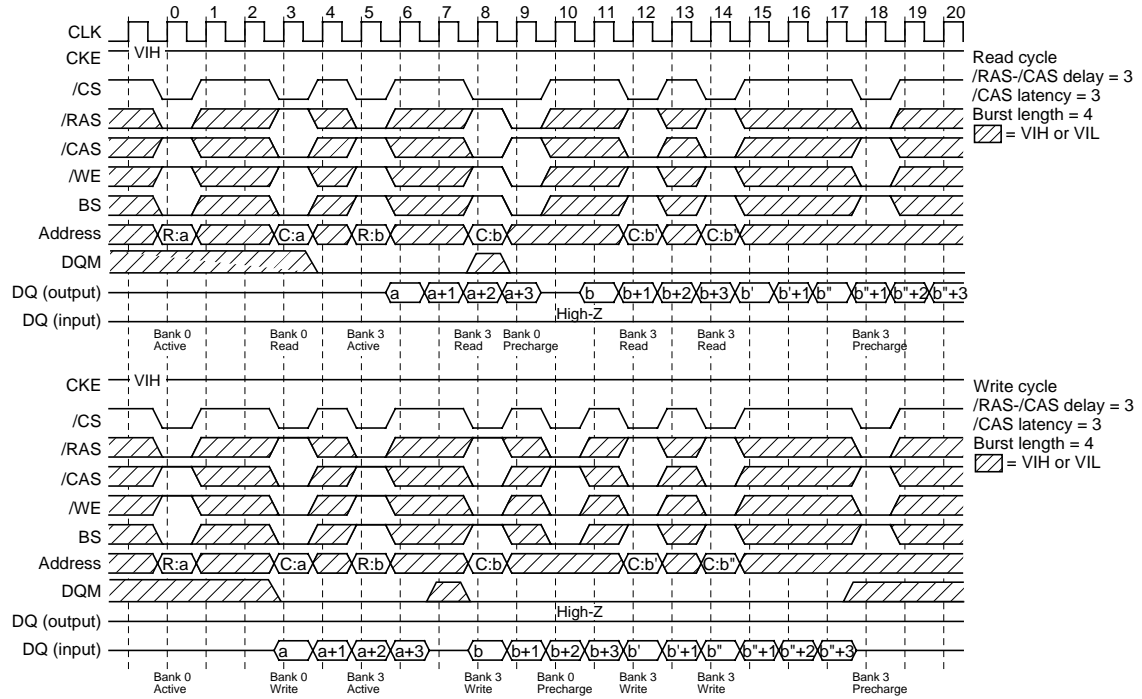 0 1 2 3 4 5 6 7 8 9 10 11 12 13 14 15 16 17 18 19 20
CLK
CKE VIH
/CS
/RAS
/CAS
/WE
BS
Address R:a C:a R:b C:b C:b' C:b"
DQM
DQ (output) a a+1 a+2 a+3 b b+1 b+2 b+3 b' b'+1 b" b"+1 b"+2 b"+3
High-Z
DQ (input)
Bank 0 Active
Bank 0 Read
Bank 3 Active
Bank 3 Read
Bank 0 Precharge
Bank 3 Read
Bank 3 Read
Bank 3 Precharge
Read cycle
/RAS-/CAS delay = 3
/CAS latency = 3
Burst length = 4
= VIH or VIL
CKE VIH
/CS
/RAS
/CAS
/WE
BS
Address R:a C:a R:b C:b C:b' C:b"
DQM
High-Z
DQ (output)
DQ (input) a a+1 a+2 a+3 b b+1 b+2 b+3 b' b'+1 b" b"+1 b"+2 b"+3
Bank 0 Active
Bank 0 Write
Bank 3 Active
Bank 3 Write
Bank 0 Precharge
Bank 3 Write
Bank 3 Write
Bank 3 Precharge
Write cycle
/RAS-/CAS delay = 3
/CAS latency = 3
Burst length = 4
= VIH or VIL